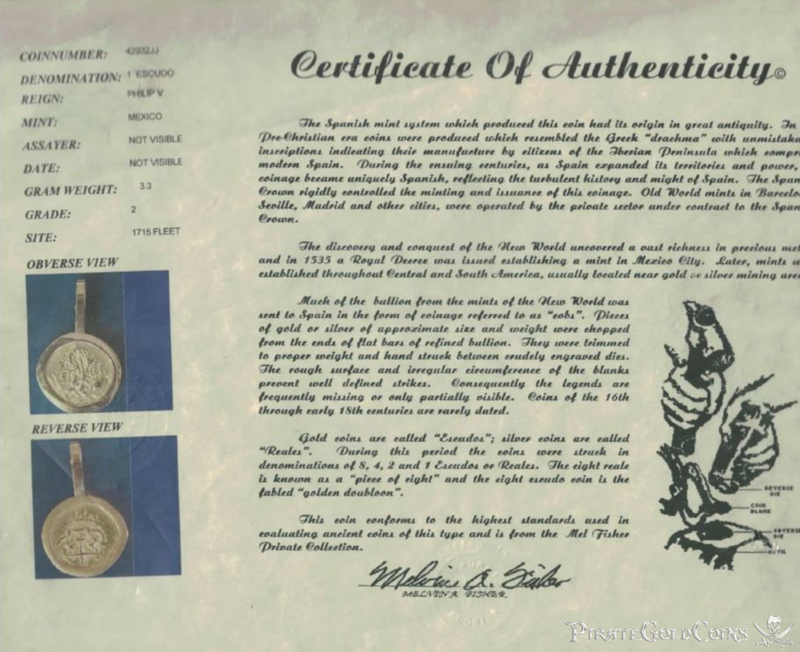 Certificate Of Authenticity©
COINNUMBER: 42932JJ
DENOMINATION: 1 ESCUDO
REIGN: PHILIP V
MINT: MEXICO
ASSAYER: NOT VISIBLE
DATE: NOT VISIBLE
GRAM WEIGHT: 3.3
GRADE: 2
SITE: 1715 FLEET
OBVERSE VIEW
REVERSE VIEW
The Spanish mint system which produced this coin had its origin in great antiquity. In
Pre-Christian era coins were produced which resembled the Greek "drachma" with unmistaka
inscriptions indicating their manufacture by citizens of the Iberian Peninsula which compr
modern Spain. During the ensuing centuries, as Spain expanded its territories and power,
coinage became uniquely Spanish, reflecting the turbulent history and might of Spain. The Span
Crown rigidly controlled the minting and issuance of this coinage. Old World mints in Barcelo
Seville, Madrid and other cities, were operated by the private sector under contract to the Span
Crown.
The discovery and conquest of the New World uncovered a vast richness in precious met
and in 1535 a Royal Decree was issued establishing a mint in Mexico City. Later, mints w
established throughout Central and South America, usually located near gold or silver mining area
Much of the bullion from the mints of the New World was
sent to Spain in the form of coinage referred to as "cobs". Pieces
of gold or silver of approximate size and weight were chopped
from the ends of flat bars of refined bullion. They were trimmed
to proper weight and hand struck between crudely engraved dies.
The rough surface and irregular circumference of the blanks
prevent well defined strikes. Consequently the legends are
frequently missing or only partially visible. Coins of the 16th
through early 18th centuries are rarely dated.
Gold coins are called "Escudos"; silver coins are called
"Reales". During this period the coins were struck in
denominations of 8, 4, 2 and 1 Escudos or Reales. The eight reale
is known as a "piece of eight" and the eight escudo coin is the
fabled "golden doubloon".
This coin conforms to the highest standards used in
evaluating ancient coins of this type and is from the Mel Fisher
Private Collection.
Melvin A. Fisher
MELVIN A. FISHER
REVERSE
DIE
COIN
BLANK
OBVERSE
DIE
PirateGoldCoins